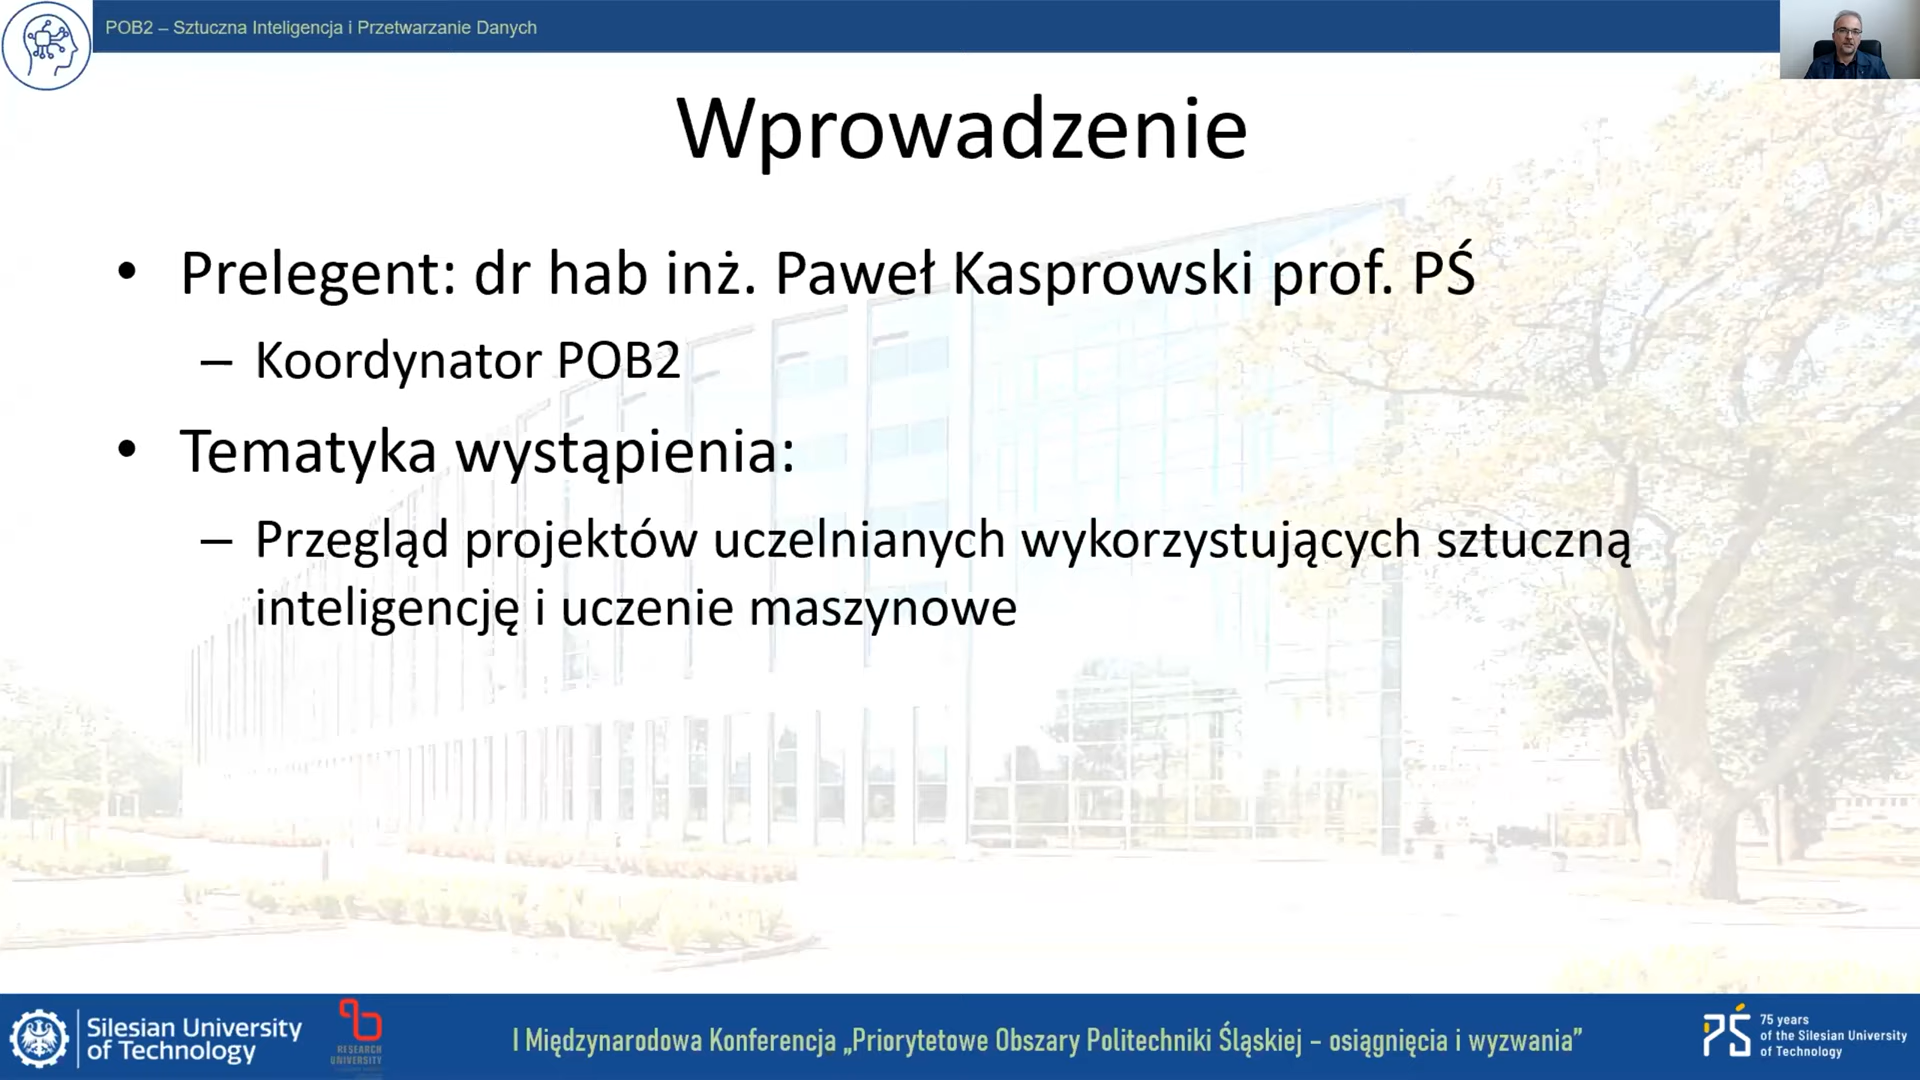 POB2 – Sztuczna Inteligencja i Przetwarzanie Danych
Wprowadzenie
• Prelegent: dr hab inż. Paweł Kasprowski prof. PŚ
– Koordynator POB2
• Tematyka wystąpienia:
– Przegląd projektów uczelnianych wykorzystujących sztuczną
inteligencję i uczenie maszynowe
Silesian University
of Technology
RESEARCH
UNIVERSITY
I Międzynarodowa Konferencja „Priorytetowe Obszary Politechniki Śląskiej – osiągnięcia i wyzwania”
PŚ
75 years
of the Silesian University
of Technology